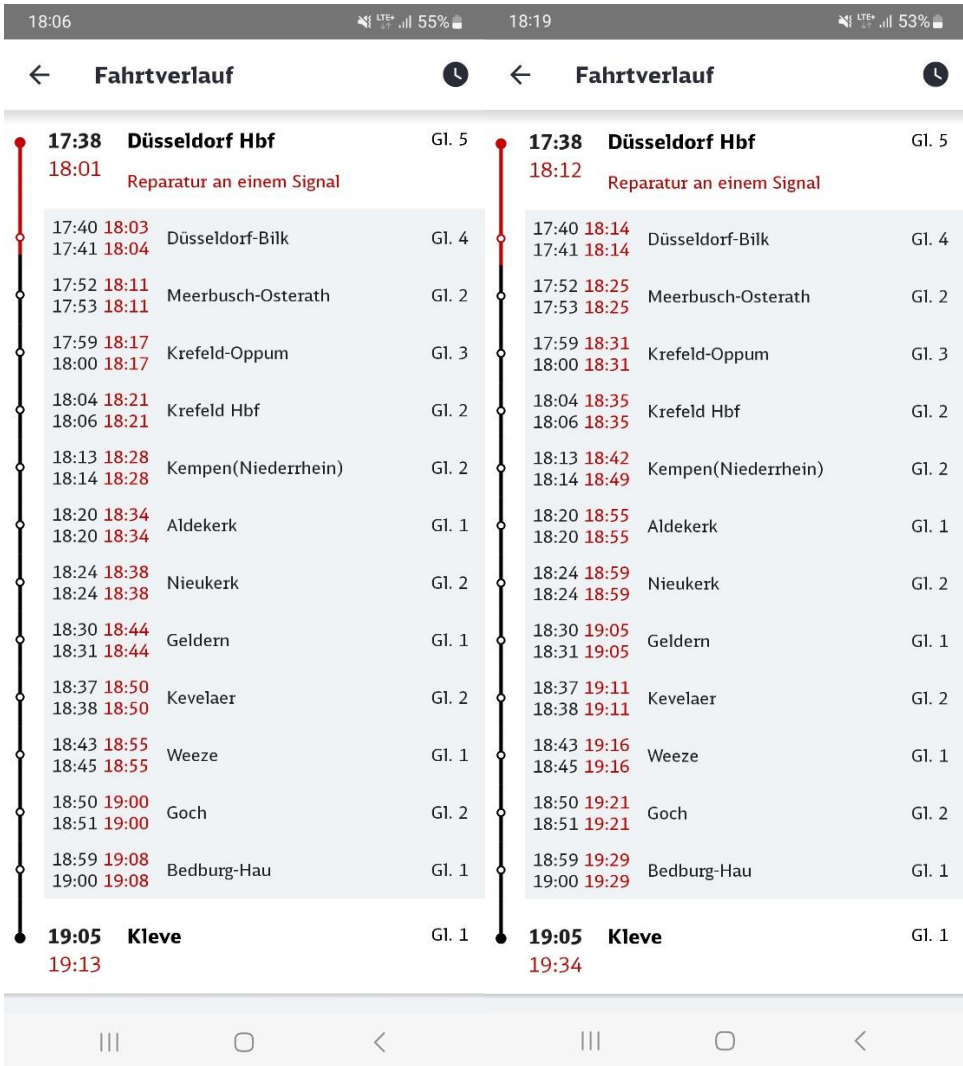 18:06 LTE+ 55%
Fahrtverlauf
17:38 Düsseldorf Hbf Gl. 5
18:01 Reparatur an einem Signal
17:40 18:03
Düsseldorf-Bilk Gl. 4
17:41 18:04
17:52 18:11
Meerbusch-Osterath Gl. 2
17:53 18:11
17:59 18:17
Krefeld-Oppum Gl. 3
18:00 18:17
18:04 18:21
Krefeld Hbf Gl. 2
18:06 18:21
18:13 18:28
Kempen(Niederrhein) Gl. 2
18:14 18:28
18:20 18:34
Aldekerk Gl. 1
18:20 18:34
18:24 18:38
Nieukerk Gl. 2
18:24 18:38
18:30 18:44
Geldern Gl. 1
18:31 18:44
18:37 18:50
Kevelaer Gl. 2
18:38 18:50
18:43 18:55
Weeze Gl. 1
18:45 18:55
18:50 19:00
Goch Gl. 2
18:51 19:00
18:59 19:08
Bedburg-Hau Gl. 1
19:00 19:08
19:05 Kleve Gl. 1
19:13
18:19 LTE+ 53%
Fahrtverlauf
17:38 Düsseldorf Hbf Gl. 5
18:12 Reparatur an einem Signal
17:40 18:14
Düsseldorf-Bilk Gl. 4
17:41 18:14
17:52 18:25
Meerbusch-Osterath Gl. 2
17:53 18:25
17:59 18:31
Krefeld-Oppum Gl. 3
18:00 18:31
18:04 18:35
Krefeld Hbf Gl. 2
18:06 18:35
18:13 18:42
Kempen(Niederrhein) Gl. 2
18:14 18:49
18:20 18:55
Aldekerk Gl. 1
18:20 18:55
18:24 18:59
Nieukerk Gl. 2
18:24 18:59
18:30 19:05
Geldern Gl. 1
18:31 19:05
18:37 19:11
Kevelaer Gl. 2
18:38 19:11
18:43 19:16
Weeze Gl. 1
18:45 19:16
18:50 19:21
Goch Gl. 2
18:51 19:21
18:59 19:29
Bedburg-Hau Gl. 1
19:00 19:29
19:05 Kleve Gl. 1
19:34